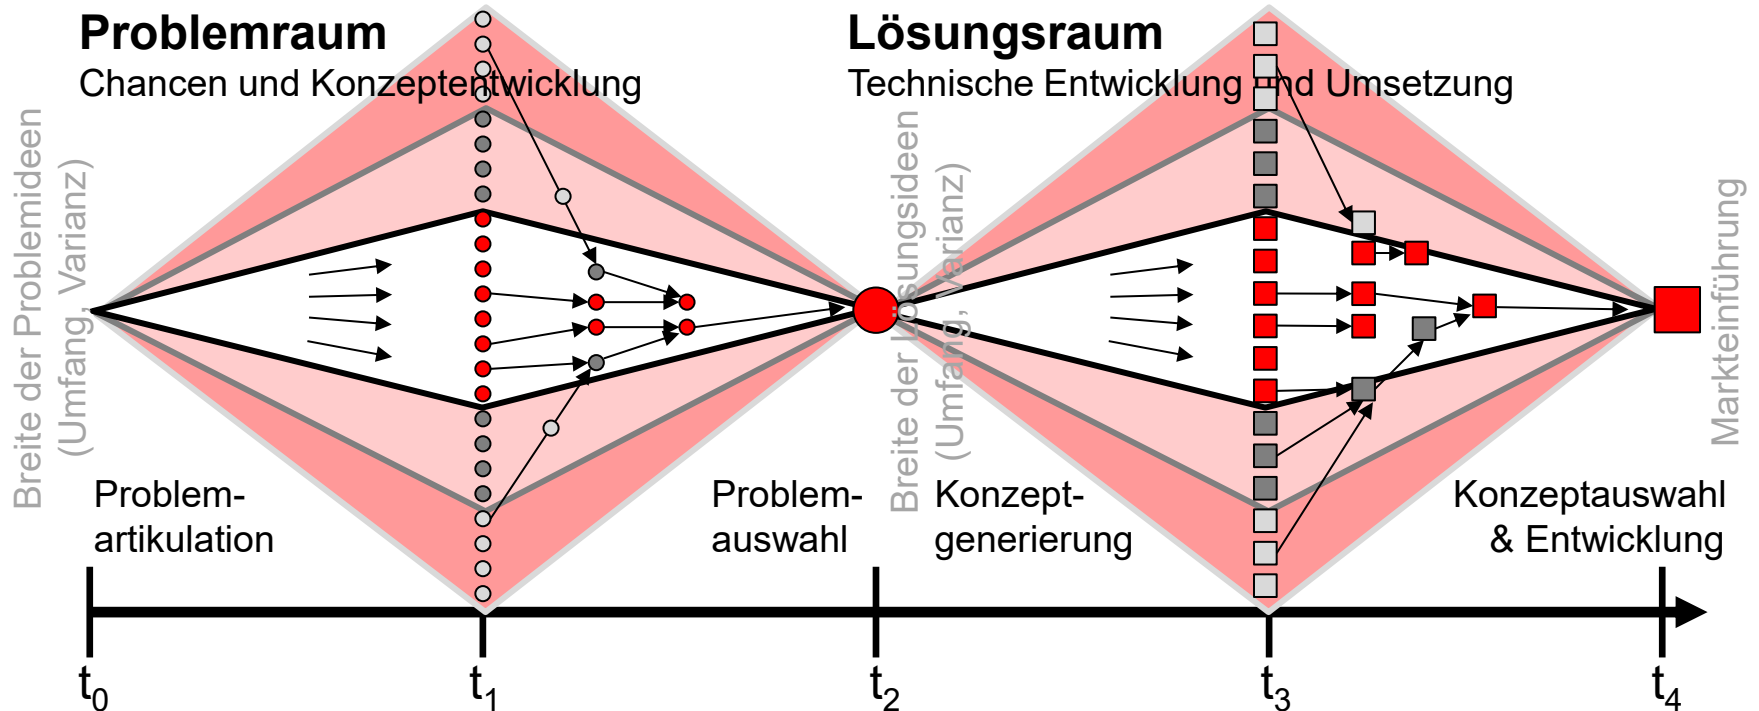 Problemraum
Chancen und Konzeptentwicklung
Lösungsraum
Technische Entwicklung und Umsetzung
Breite der Problemideen
(Umfang, Varianz)
Breite der Lösungsideen
(Umfang, Varianz)
Markteinführung
Problem-
artikulation
Problem-
auswahl
Konzept-
generierung
Konzeptauswahl
& Entwicklung
t0
t1
t2
t3
t4